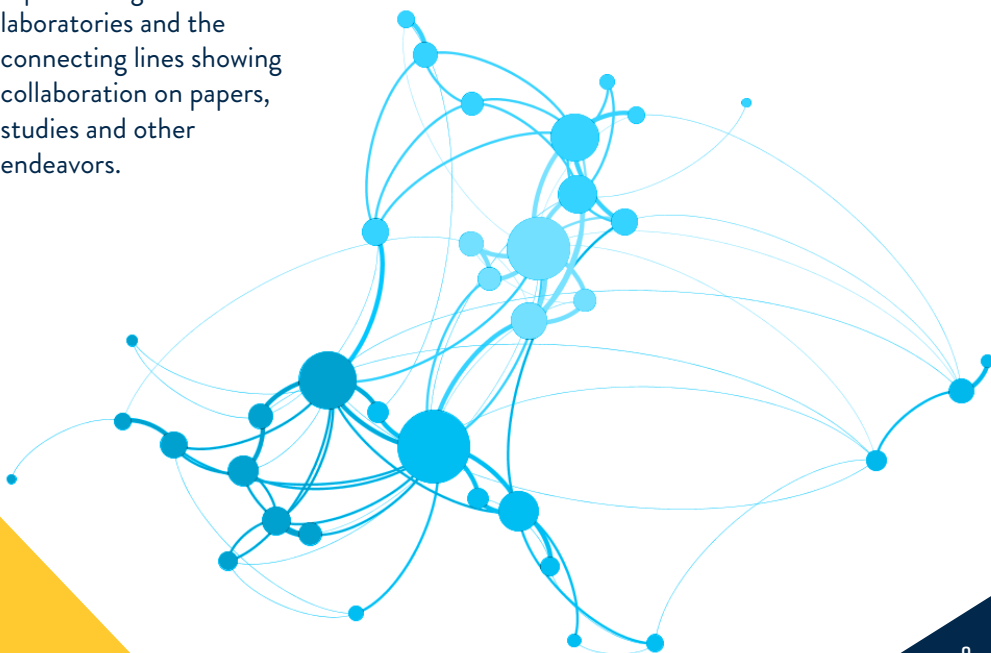 laboratories and the
connecting lines showing
collaboration on papers,
studies and other
endeavors.